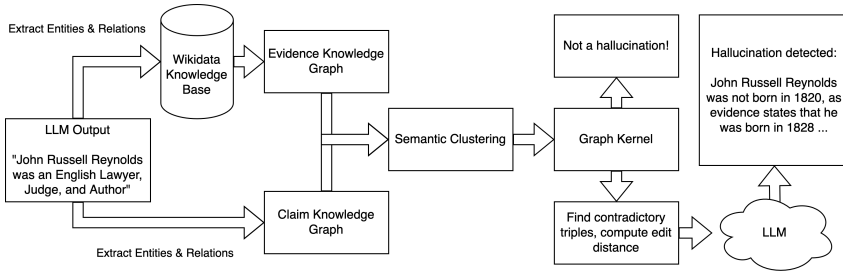 Extract Entities & Relations
Wikidata
Knowledge
Base
Evidence Knowledge
Graph
LLM Output
"John Russell Reynolds
was an English Lawyer,
Judge, and Author"
Extract Entities & Relations
Claim Knowledge
Graph
Semantic Clustering
Graph Kernel
Not a hallucination!
Find contradictory
triples, compute edit
distance
LLM
Hallucination detected:
John Russell Reynolds
was not born in 1820, as
evidence states that he
was born in 1828 ...